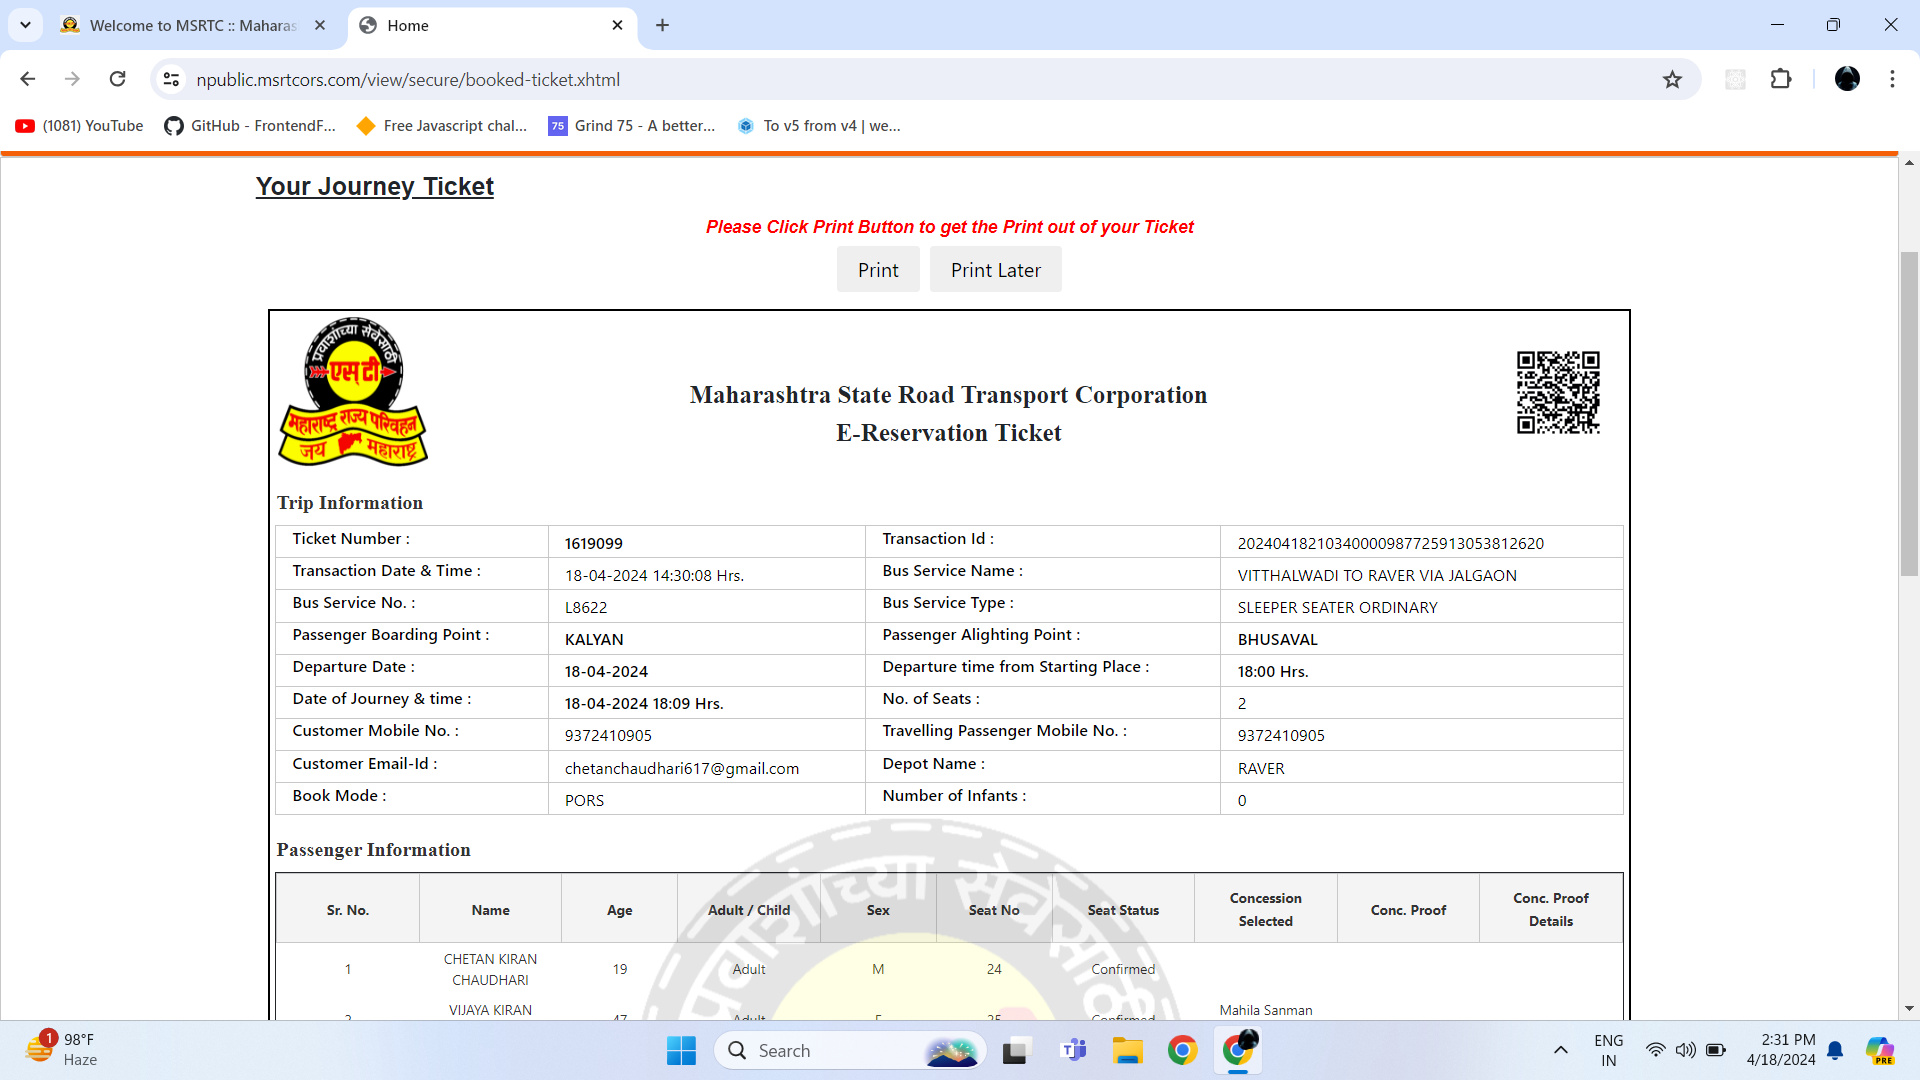 Welcome to MSRTC :: Maharas
Home
npublic.msrtcors.com/view/secure/booked-ticket.xhtml
(1081) YouTube
GitHub - FrontendF...
Free Javascript chal...
75
Grind 75 - A better...
To v5 from v4 | we...
Your Journey Ticket
Please Click Print Button to get the Print out of your Ticket
Print
Print Later
प्रवाशांच्या सेवेसाठी
एस टी
महाराष्ट्र राज्य परिवहन
जय महाराष्ट्र
Maharashtra State Road Transport Corporation
E-Reservation Ticket
Trip Information
Ticket Number : 1619099 Transaction Id : 20240418210340000987725913053812620
Transaction Date & Time : 18-04-2024 14:30:08 Hrs. Bus Service Name : VITTHALWADI TO RAVER VIA JALGAON
Bus Service No. : L8622 Bus Service Type : SLEEPER SEATER ORDINARY
Passenger Boarding Point : KALYAN Passenger Alighting Point : BHUSAVAL
Departure Date : 18-04-2024 Departure time from Starting Place : 18:00 Hrs.
Date of Journey & time : 18-04-2024 18:09 Hrs. No. of Seats : 2
Customer Mobile No. : 9372410905 Travelling Passenger Mobile No. : 9372410905
Customer Email-Id : chetanchaudhari617@gmail.com Depot Name : RAVER
Book Mode : PORS Number of Infants : 0
Passenger Information
प्रवाशांच्या सेवेसाठी
Sr. No. Name Age Adult / Child Sex Seat No Seat Status Concession Selected Conc. Proof Conc. Proof Details
1 CHETAN KIRAN CHAUDHARI 19 Adult M 24 Confirmed
2 VIJAYA KIRAN 47 Adult F 25 Confirmed Mahila Sanman
1
98°F
Haze
Search
PRE
ENG
IN
2:31 PM
4/18/2024